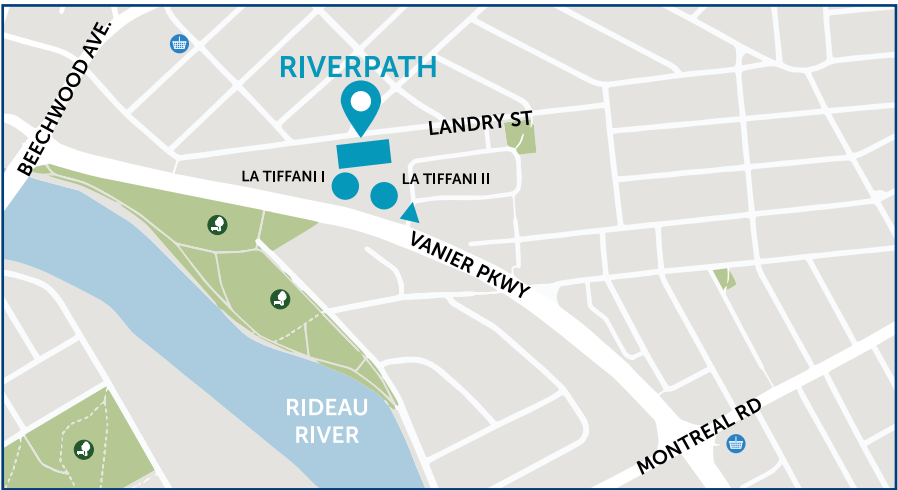 BEECHWOOD AVE.
RIVERPATH
LANDRY ST
LA TIFFANI I
LA TIFFANI II
VANIER PKWY
RIDEAU
RIVER
MONTREAL RD